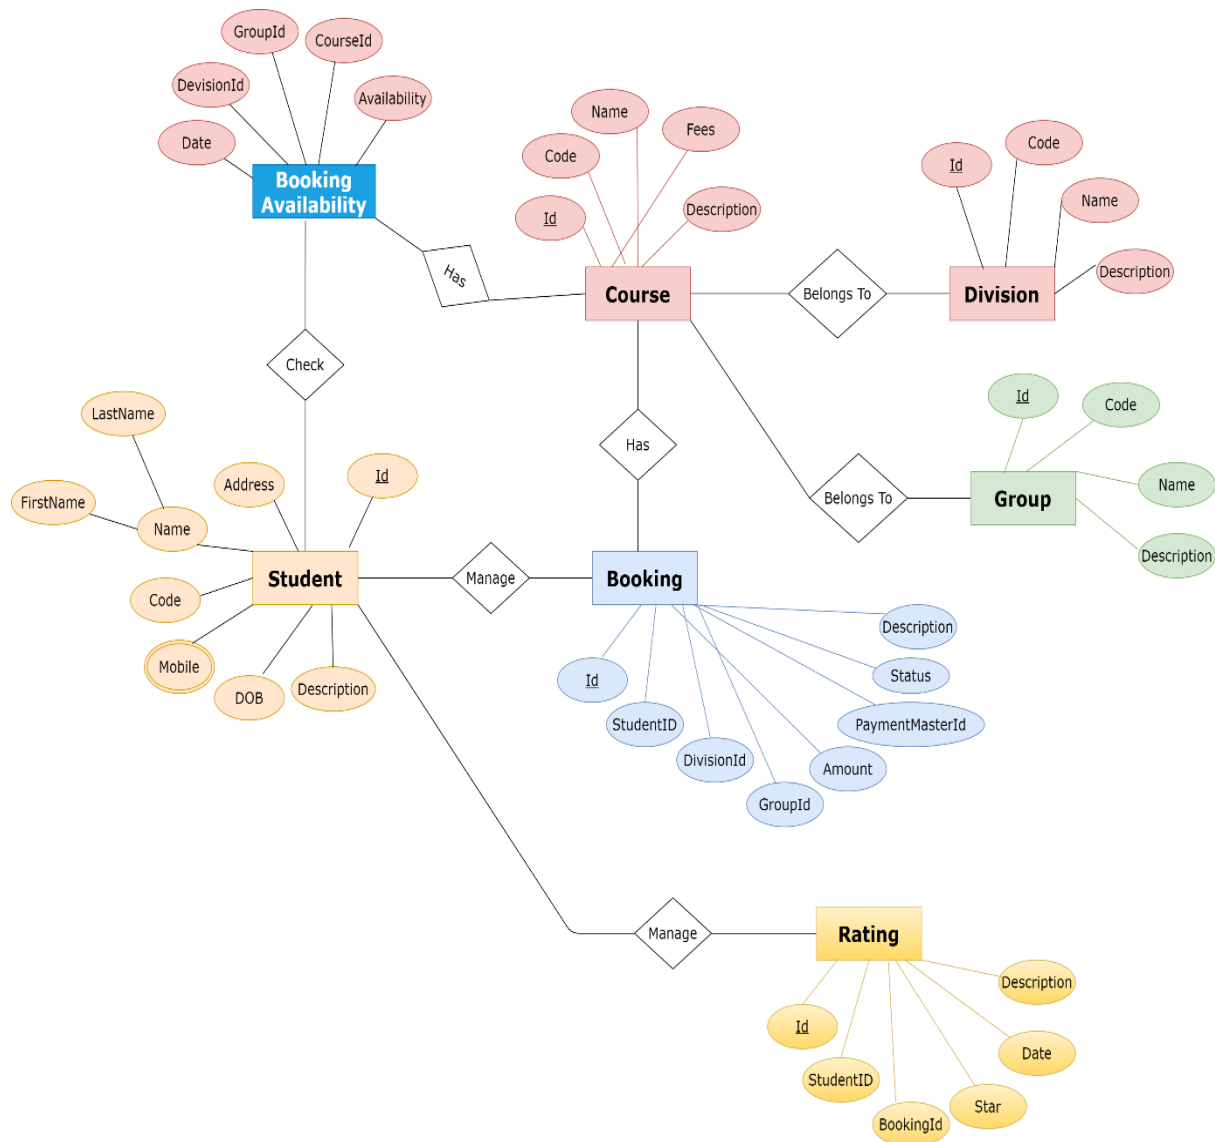 GroupId
CourseId
DevisionId
Availability
Date
Booking
Availability
Name
Fees
Code
Id
Description
Course
Has
Belongs To
Id
Code
Name
Description
Division
Check
Has
Belongs To
Id
Code
Name
Description
Group
LastName
FirstName
Name
Address
Id
Student
Code
Mobile
DOB
Description
Manage
Booking
Description
Status
PaymentMasterId
Amount
GroupId
DivisionId
StudentID
Id
Manage
Rating
Description
Date
Star
BookingId
StudentID
Id